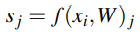 s_j = f(x_i, W)_j